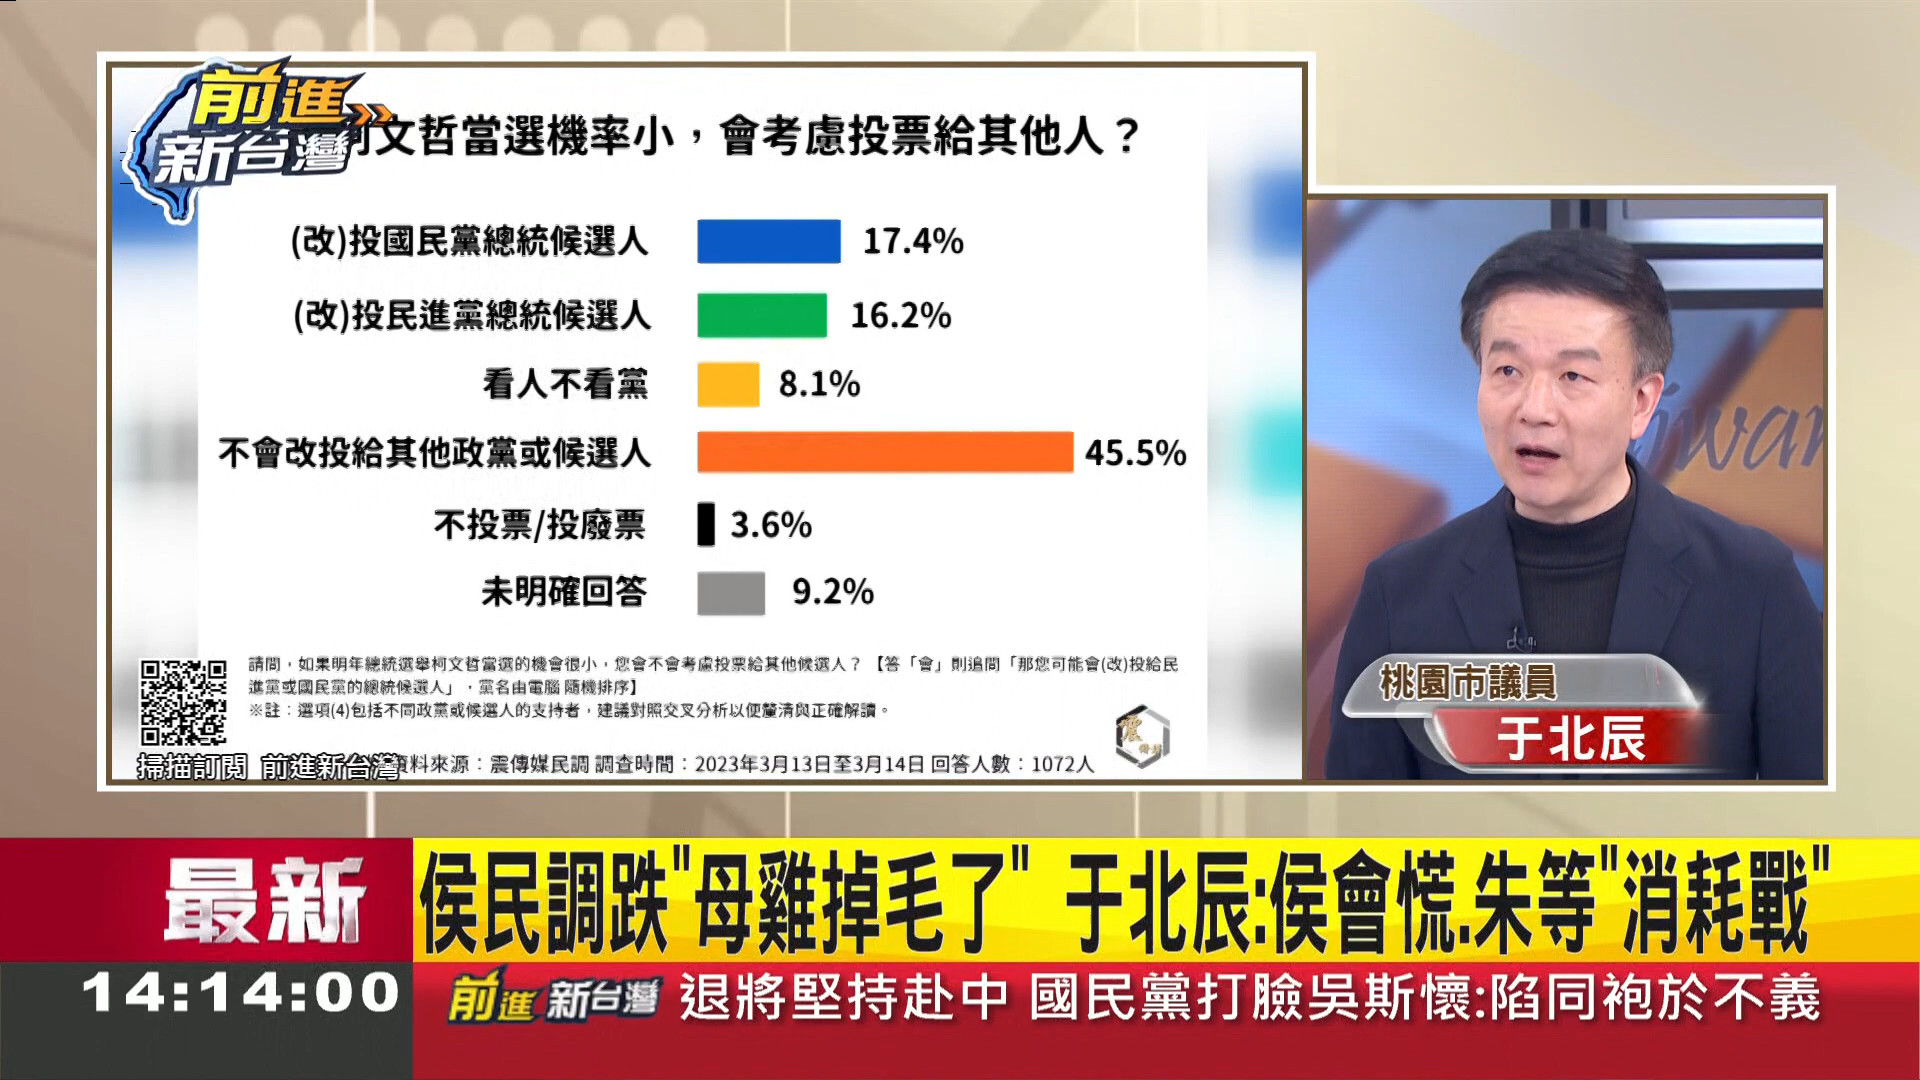 前進
新台灣
柯文哲當選機率小，會考慮投票給其他人？
(改)投國民黨總統候選人 17.4%
(改)投民進黨總統候選人 16.2%
看人不看黨 8.1%
不會改投給其他政黨或候選人 45.5%
不投票/投廢票 3.6%
未明確回答 9.2%
請問，如果明年總統選舉柯文哲當選的機會很小，您會不會考慮投票給其他候選人？【答「會」則追問「那您可能會(改)投給民
進黨或國民黨的總統候選人」，黨名由電腦 隨機排序】
※註：選項(4)包括不同政黨或候選人的支持者，建議對照交叉分析以便釐清與正確解讀。
震
傳媒
掃描訂閱 前進新台灣
資料來源：震傳媒民調 調查時間：2023年3月13日至3月14日 回答人數：1072人
桃園市議員
于北辰
最新
侯民調跌"母雞掉毛了" 于北辰:侯會慌.朱等"消耗戰"
14:14:00
前進新台灣
退將堅持赴中 國民黨打臉吳斯懷:陷同袍於不義